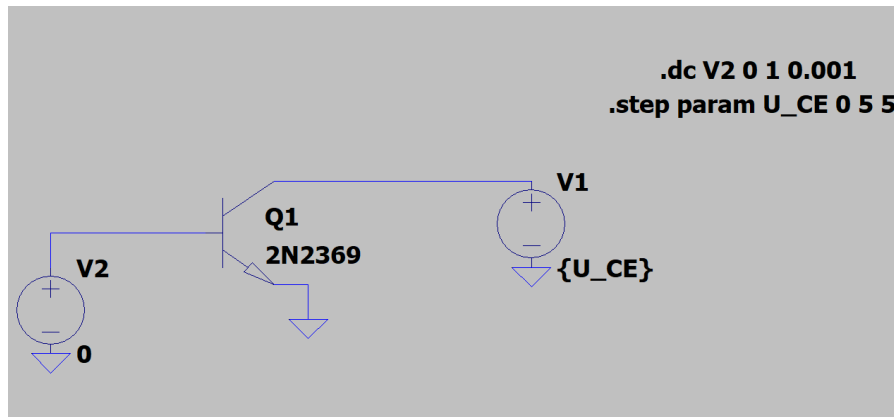 .dc V2 0 1 0.001
.step param U_CE 0 5 5
V1
Q1
2N2369
V2
{U_CE}
0